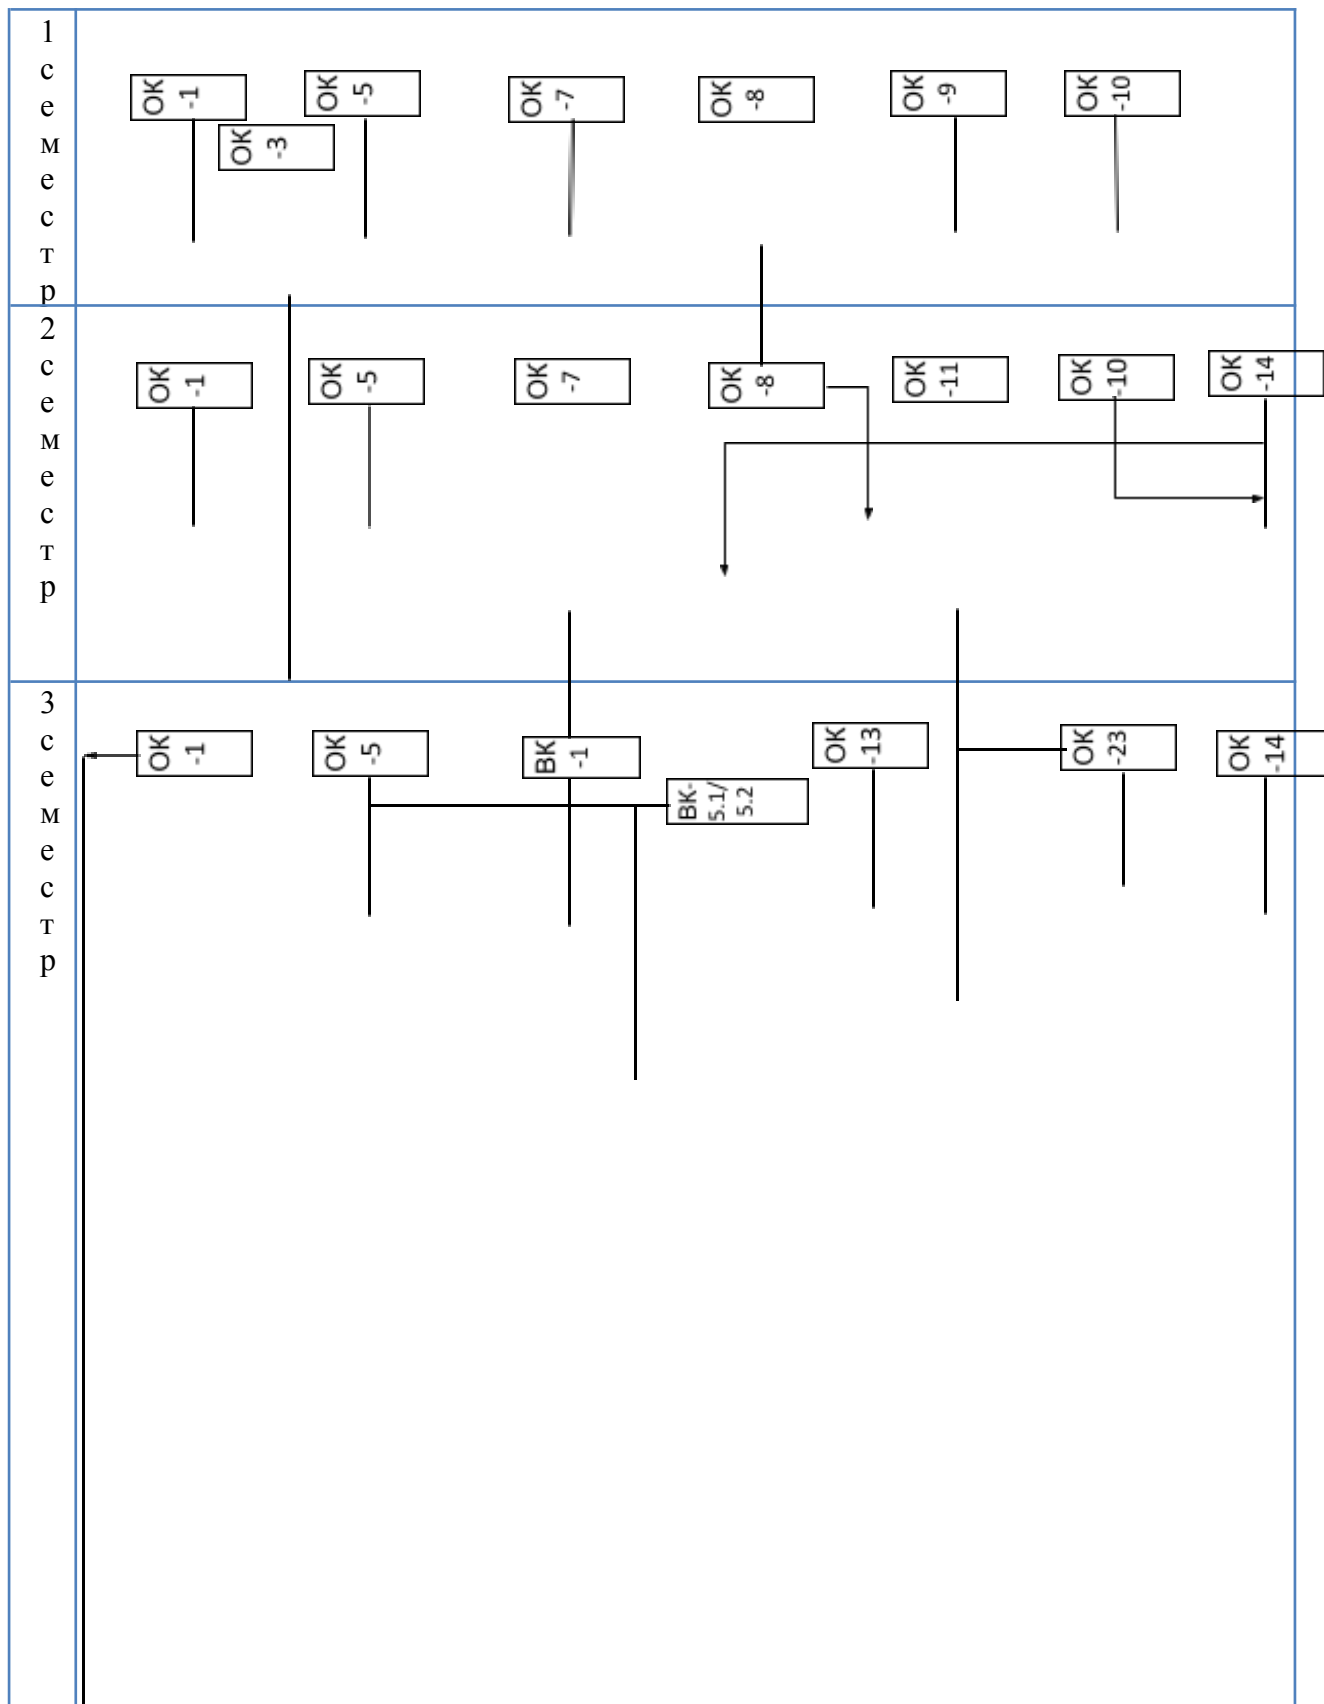 1
с
е
м
е
с
т
р
ОК
-1
ОК
-3
ОК
-5
ОК
-7
ОК
-8
ОК
-9
ОК
-10
2
с
е
м
е
с
т
р
ОК
-1
ОК
-5
ОК
-7
ОК
-8
ОК
-11
ОК
-10
ОК
-14
3
с
е
м
е
с
т
р
ОК
-1
ОК
-5
ВК
-1
ВК-
5.1/
5.2
ОК
-13
ОК
-23
ОК
-14